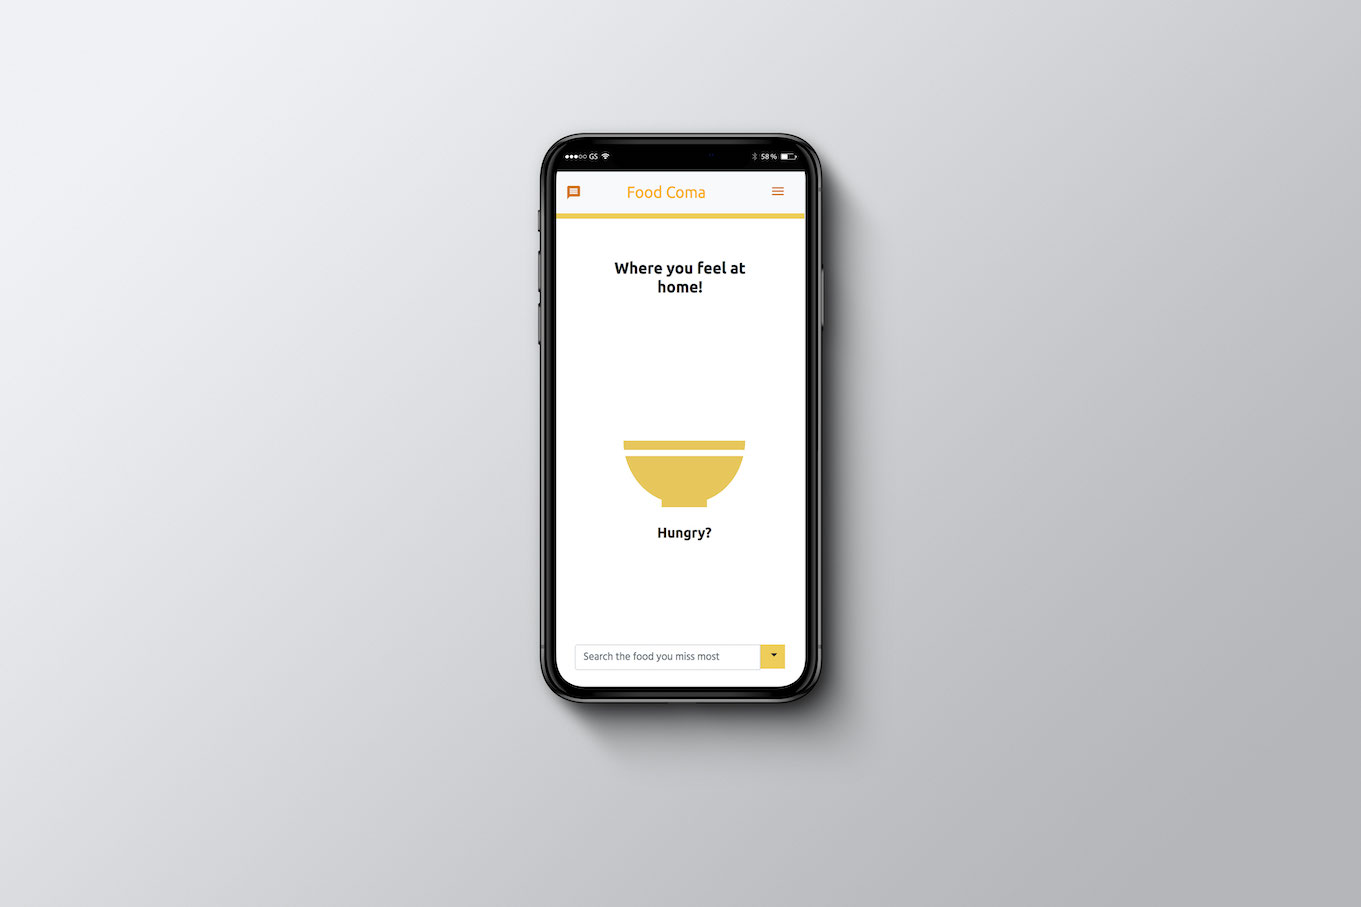 GS 58 %
Food Coma
Where you feel at
home!
Hungry?
Search the food you miss most